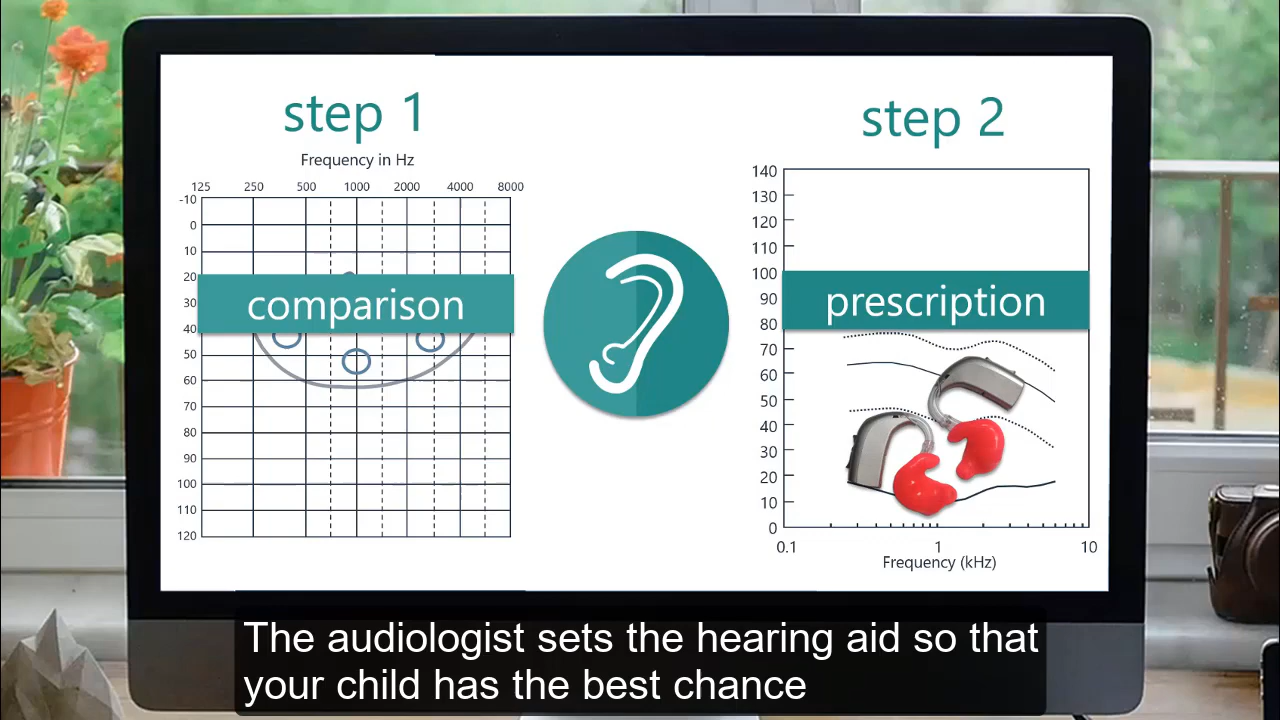 step 1
Frequency in Hz
125 250 500 1000 2000 4000 8000
-10
0
10
20
30
40
50
60
70
80
90
100
110
120
comparison
step 2
140
130
120
110
100
90
80
70
60
50
40
30
20
10
0
prescription
0.1 1 10
Frequency (kHz)
The audiologist sets the hearing aid so that
your child has the best chance